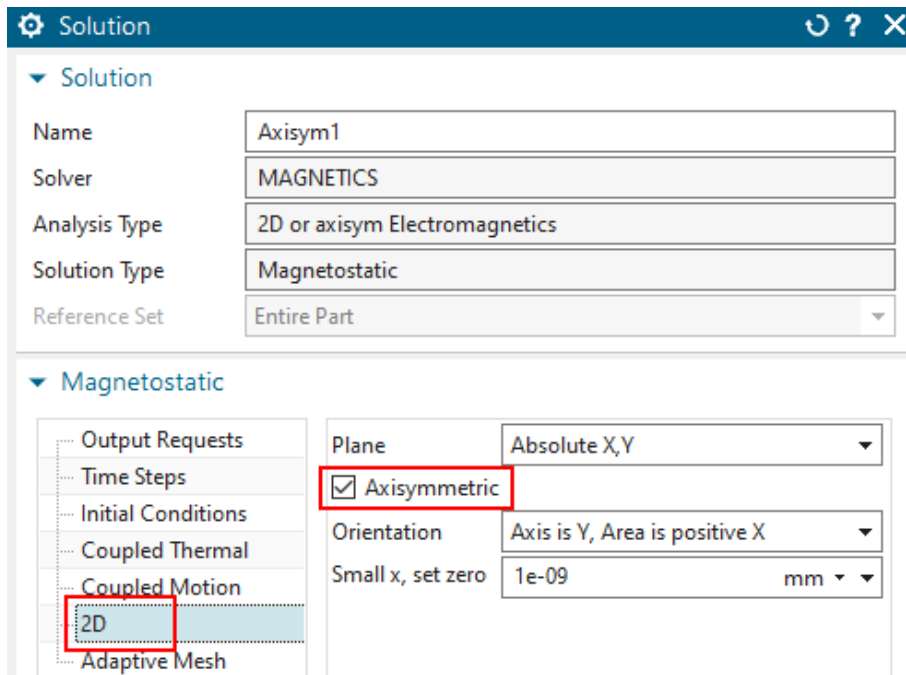 Solution
?
Solution
Name Axisym1
Solver MAGNETICS
Analysis Type 2D or axisym Electromagnetics
Solution Type Magnetostatic
Reference Set Entire Part
Magnetostatic
Output Requests
Time Steps
Initial Conditions
Coupled Thermal
Coupled Motion
2D
Adaptive Mesh
Plane Absolute X,Y
Axisymmetric
Orientation Axis is Y, Area is positive X
Small x, set zero 1e-09 mm